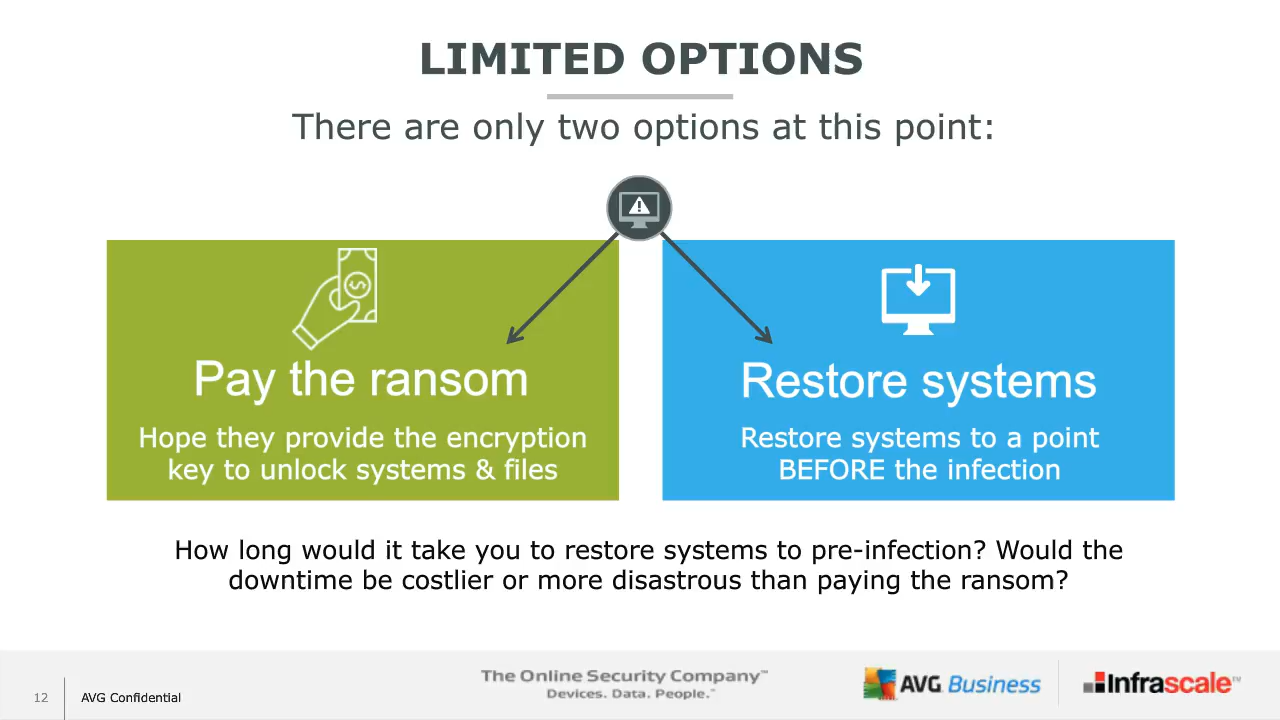 LIMITED OPTIONS
There are only two options at this point:
Pay the ransom
Hope they provide the encryption
key to unlock systems & files
Restore systems
Restore systems to a point
BEFORE the infection
How long would it take you to restore systems to pre-infection? Would the
downtime be costlier or more disastrous than paying the ransom?
12
AVG Confidential
The Online Security Company™
Devices. Data. People.™
AVG Business
Infrascale™